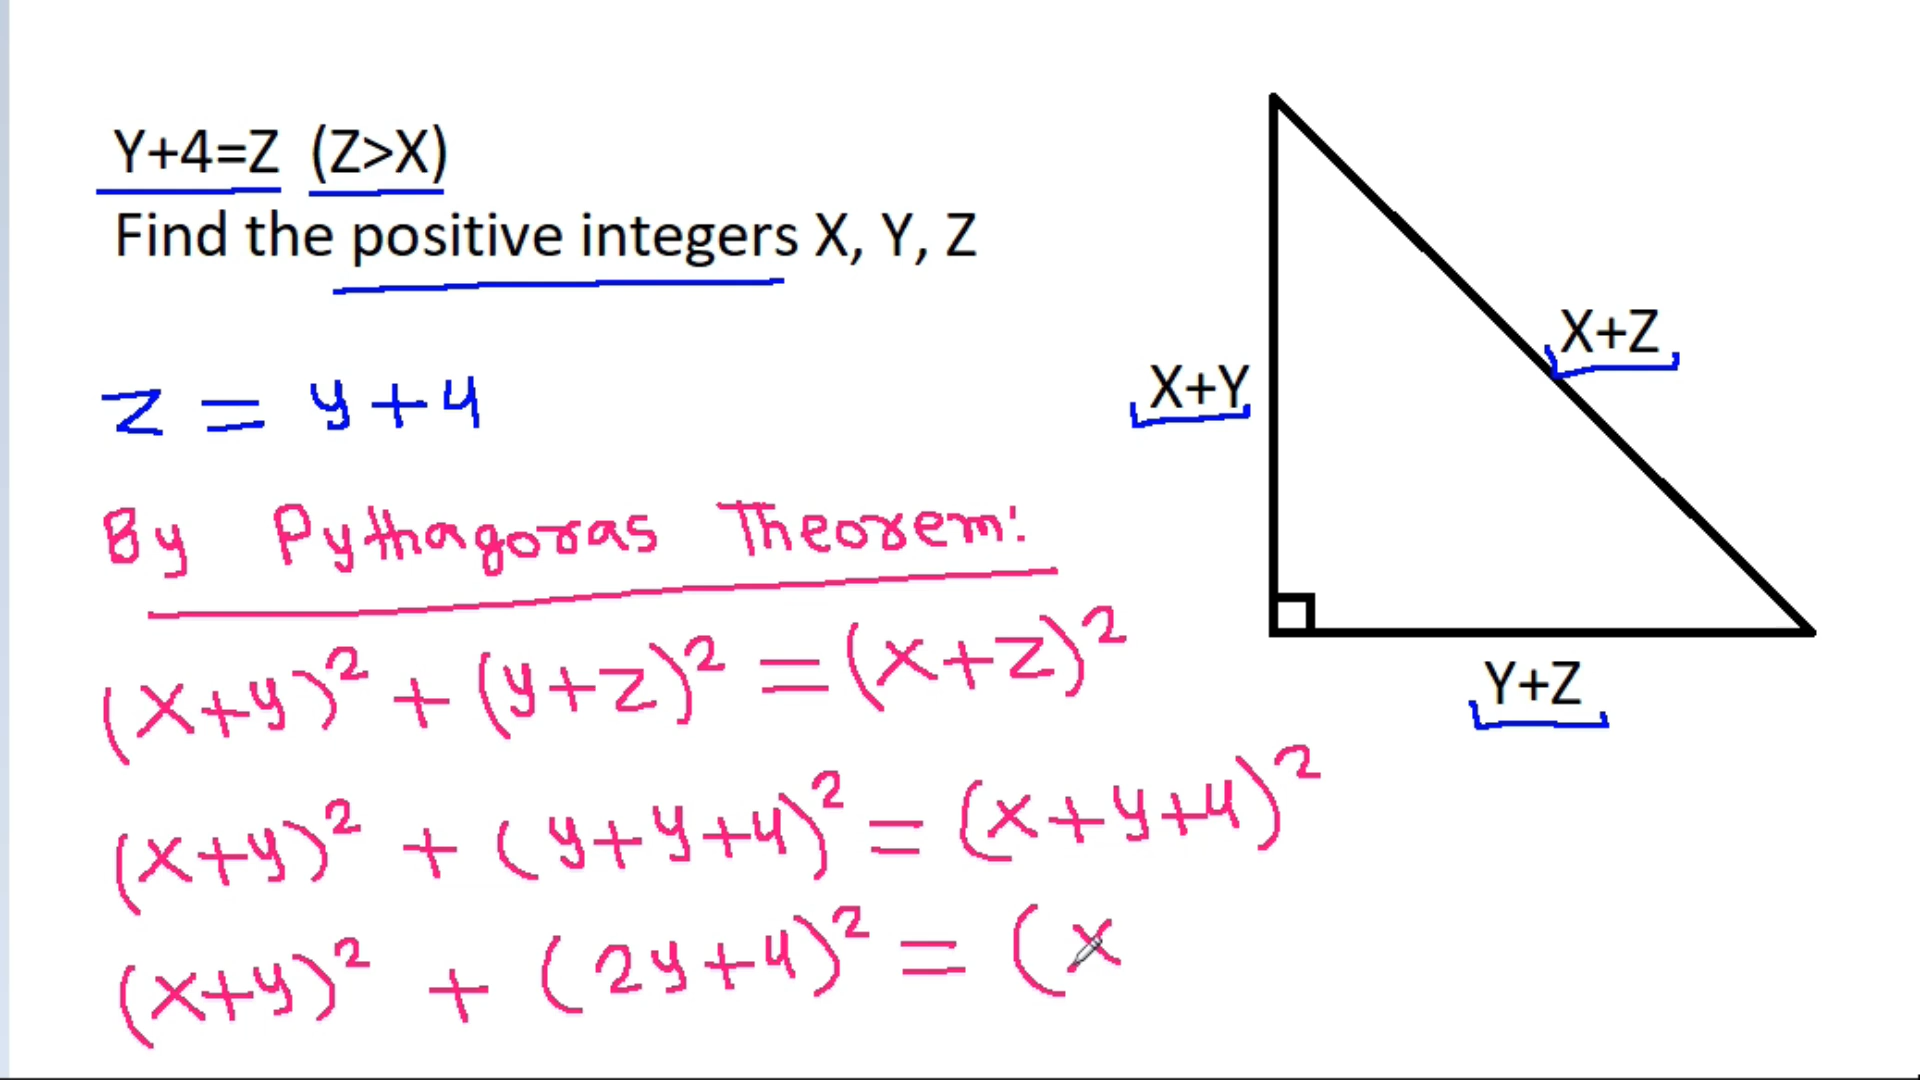 Y+4=Z (Z>X)
Find the positive integers X, Y, Z
z = y+4
By Pythagoras Theorem:
(x+y)² + (y+z)² = (x+z)²
(x+y)² + (y+y+4)² = (x+y+4)²
(x+y)² + (2y+4)² = (x
X+Z
X+Y
Y+Z